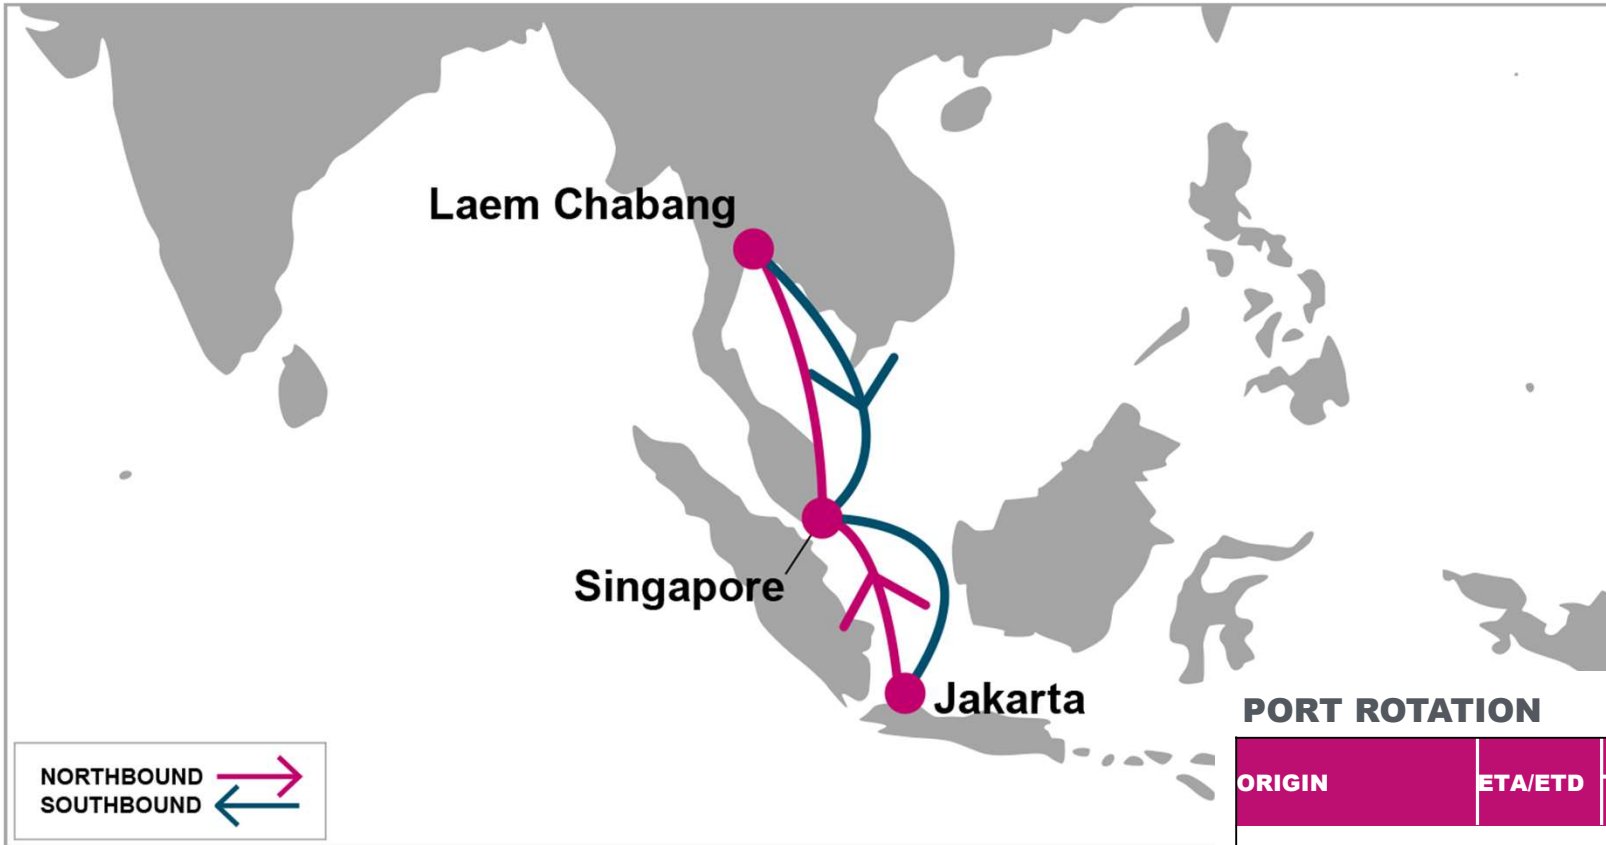 Laem Chabang
Singapore
Jakarta
NORTHBOUND
SOUTHBOUND
PORT ROTATION
ORIGIN ETA/ETD